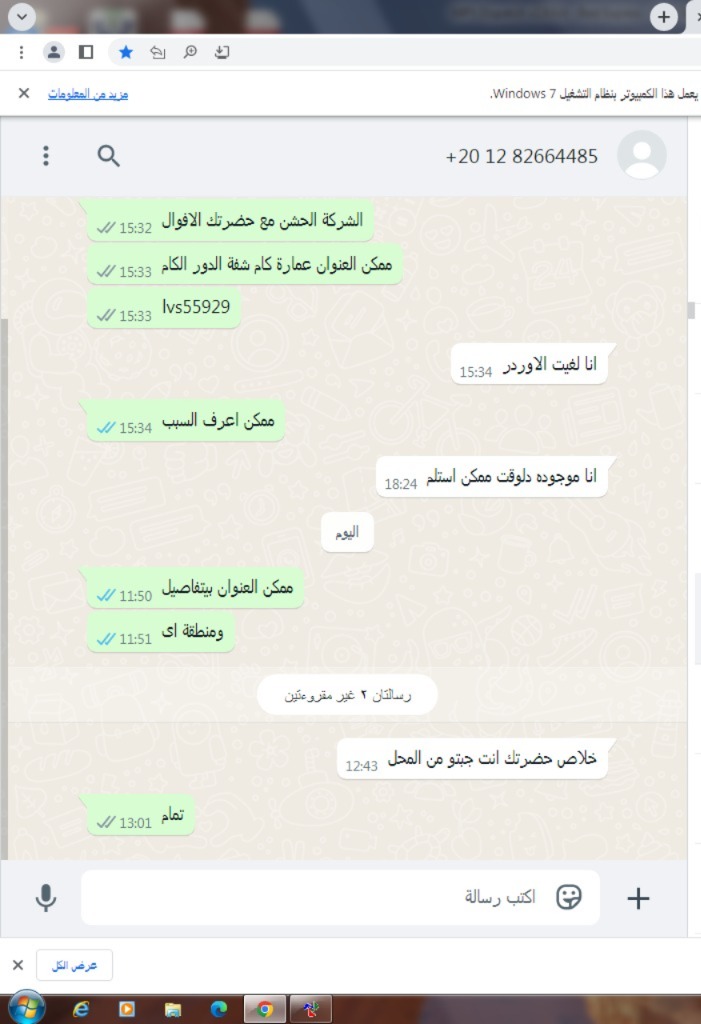 يعمل هذا الكمبيوتر بنظام التشغيل Windows 7.
مزيد من المعلومات
+20 12 82664485
الشركة الحشن مع حضرتك الافوال 15:32
ممكن العنوان عمارة كام شفة الدور الكام 15:33
lvs55929 15:33
انا لغيت الاوردر 15:34
ممكن اعرف السبب 15:34
انا موجوده دلوقت ممكن استلم 18:24
اليوم
ممكن العنوان بيتفاصيل 11:50
ومنطقة اى 11:51
رسالتان ٢ غير مقروءتين
خلاص حضرتك انت جبتو من المحل 12:43
تمام 13:01
اكتب رسالة
عرض الكل